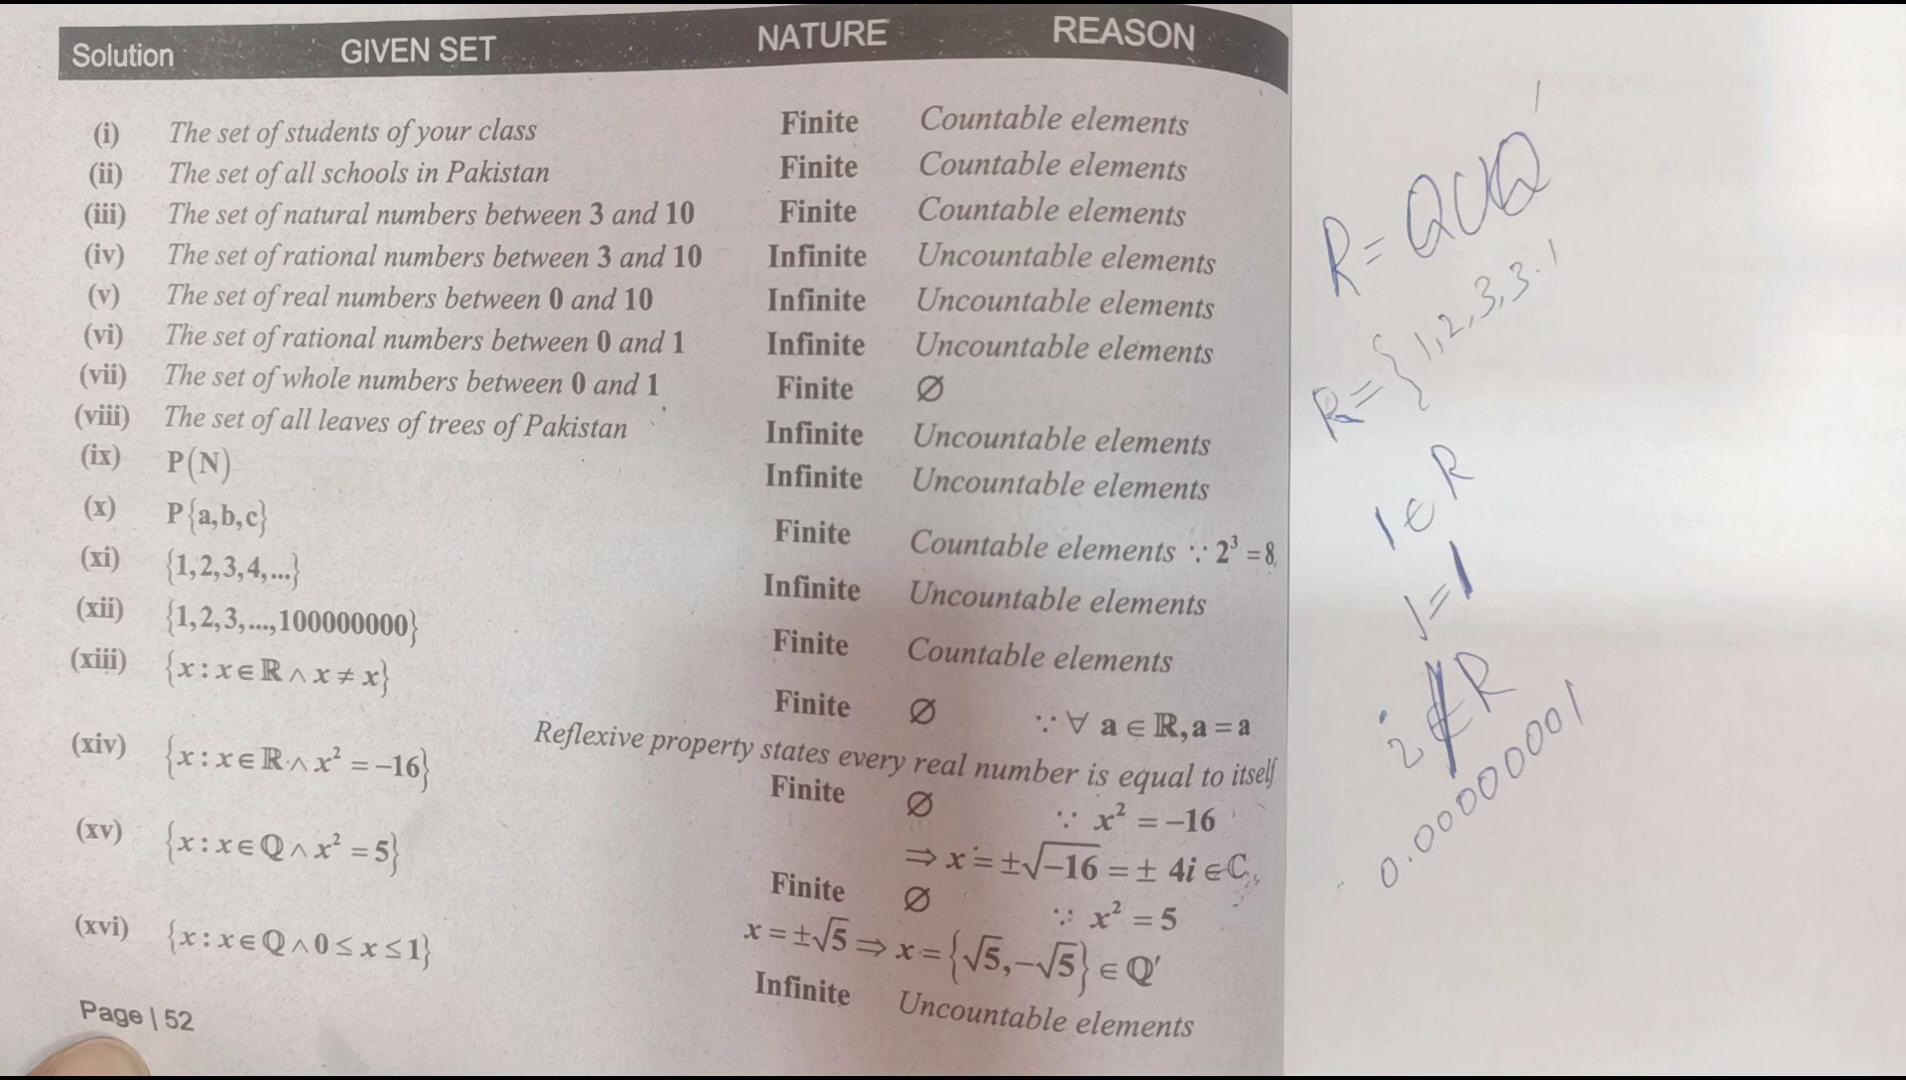 Solution GIVEN SET NATURE REASON
(i) The set of students of your class Finite Countable elements
(ii) The set of all schools in Pakistan Finite Countable elements
(iii) The set of natural numbers between 3 and 10 Finite Countable elements
(iv) The set of rational numbers between 3 and 10 Infinite Uncountable elements
(v) The set of real numbers between 0 and 10 Infinite Uncountable elements
(vi) The set of rational numbers between 0 and 1 Infinite Uncountable elements
(vii) The set of whole numbers between 0 and 1 Finite ∅
(viii) The set of all leaves of trees of Pakistan Infinite Uncountable elements
(ix) P(N) Infinite Uncountable elements
(x) P{a,b,c} Finite Countable elements ∵ 2³ = 8
(xi) {1,2,3,4,...} Infinite Uncountable elements
(xii) {1,2,3,...,100000000} Finite Countable elements
(xiii) {x : x ∈ ℝ ∧ x ≠ x} Finite ∅ ∵ ∀ a ∈ ℝ, a = a
Reflexive property states every real number is equal to itself
(xiv) {x : x ∈ ℝ ∧ x² = −16} Finite ∅ ∵ x² = −16
⇒ x = ±√−16 = ± 4i ∈ ℂ
(xv) {x : x ∈ ℚ ∧ x² = 5} Finite ∅ ∵ x² = 5
x = ±√5 ⇒ x = {√5, −√5} ∈ ℚ′
(xvi) {x : x ∈ ℚ ∧ 0 ≤ x ≤ 1} Infinite Uncountable elements
Page | 52
R = Q∪Q′
R = {1, 2, 3, 3.1
1 ∈ R
1 = 1
i ∉ R
0.000000001